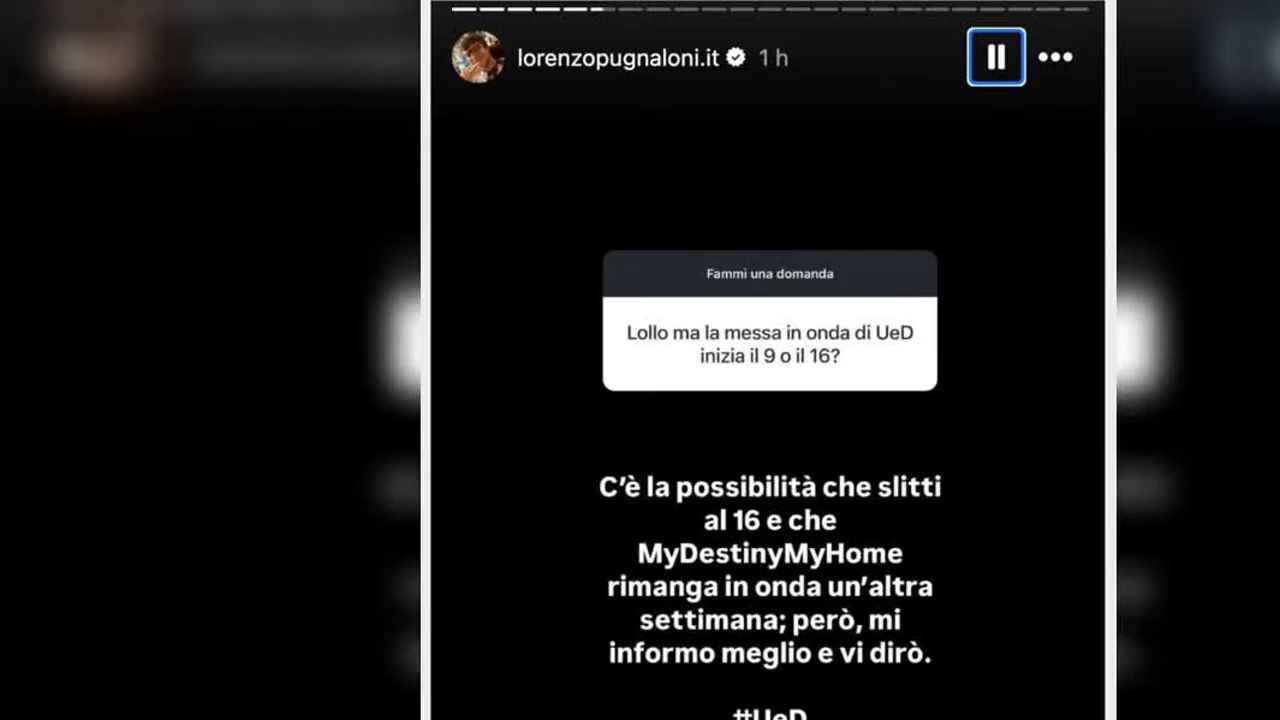 lorenzopugnaloni.it 1 h
Fammi una domanda
Lollo ma la messa in onda di UeD
inizia il 9 o il 16?
C'è la possibilità che slitti
al 16 e che
MyDestinyMyHome
rimanga in onda un'altra
settimana; però, mi
informo meglio e vi dirò.
#UeD